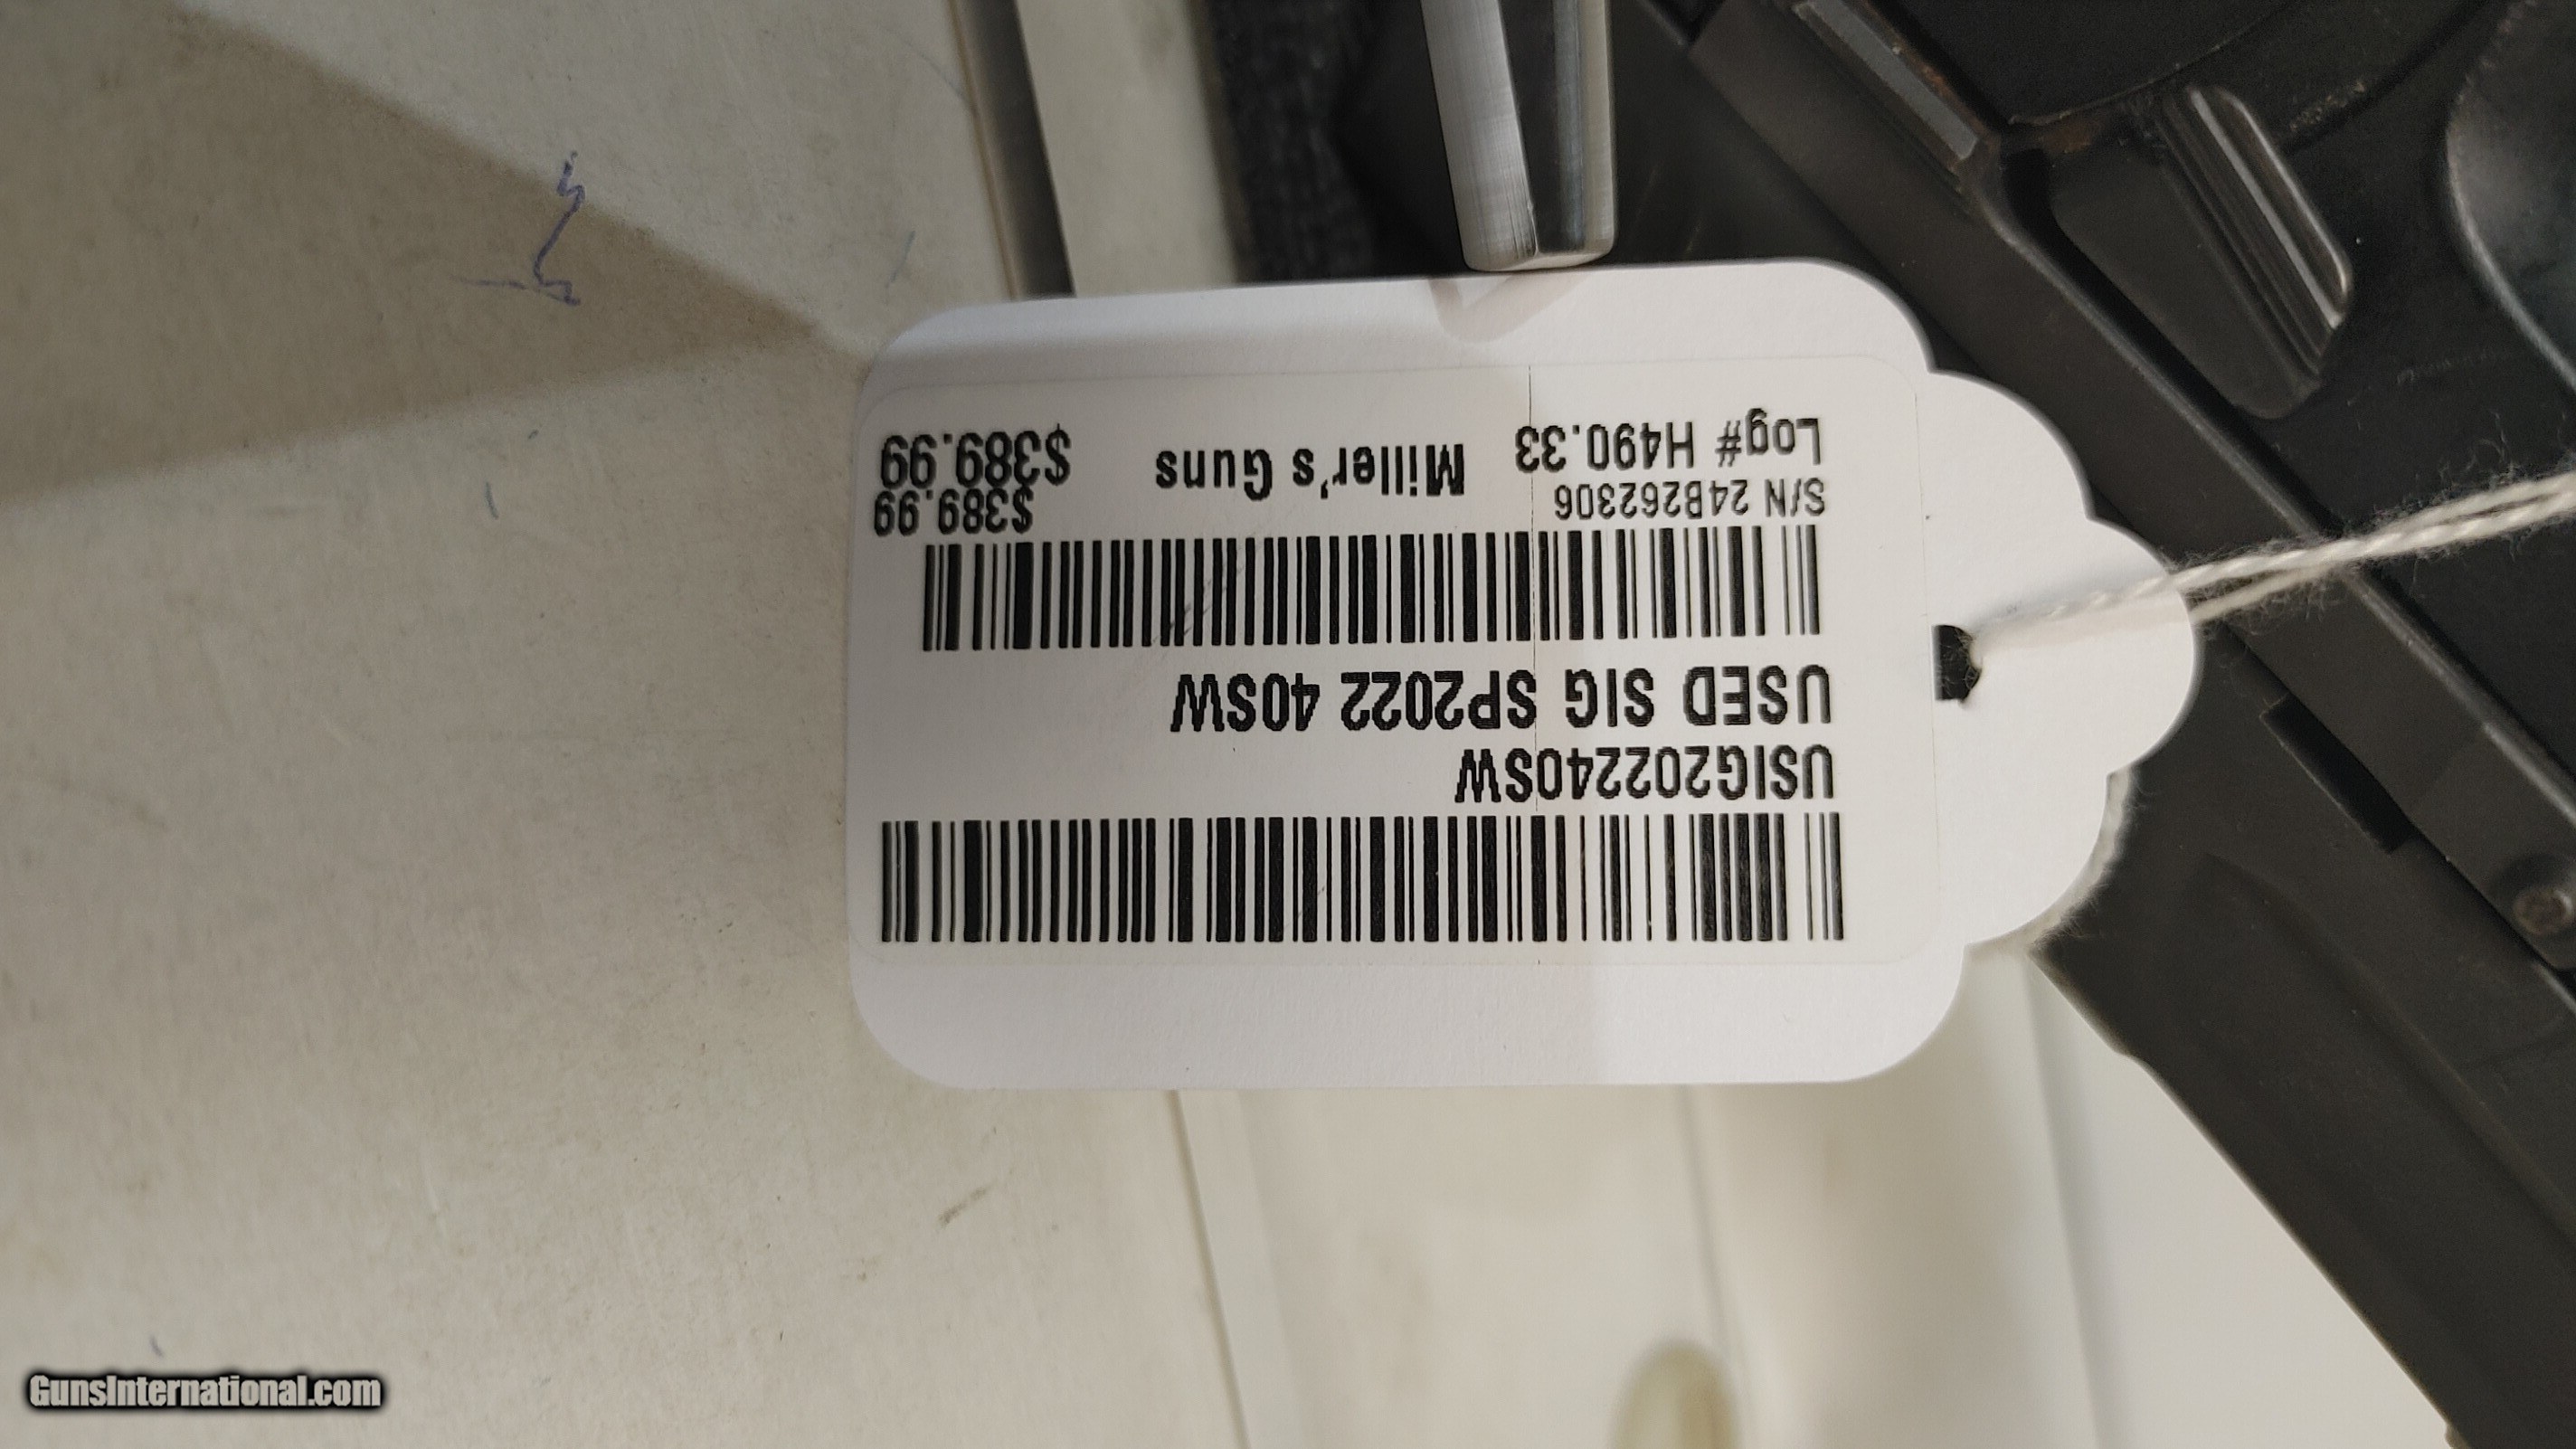 USIG202240SW
USED SIG SP2022 40SW
S/N 24B262306 $389.99
Log# H490.33 Miller's Guns $389.99
GunsInternational.com